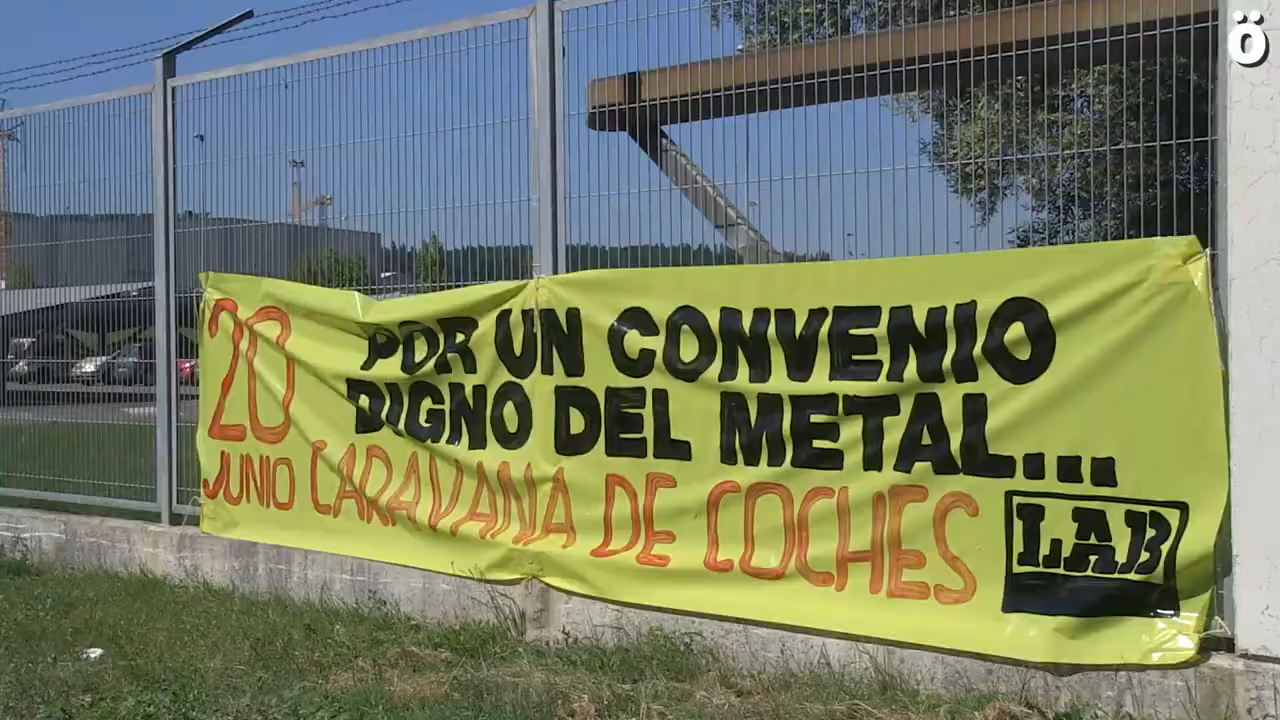 ö
POR UN CONVENIO
DIGNO DEL METAL...
20
JUNIO CARAVANA DE COCHES
LAB